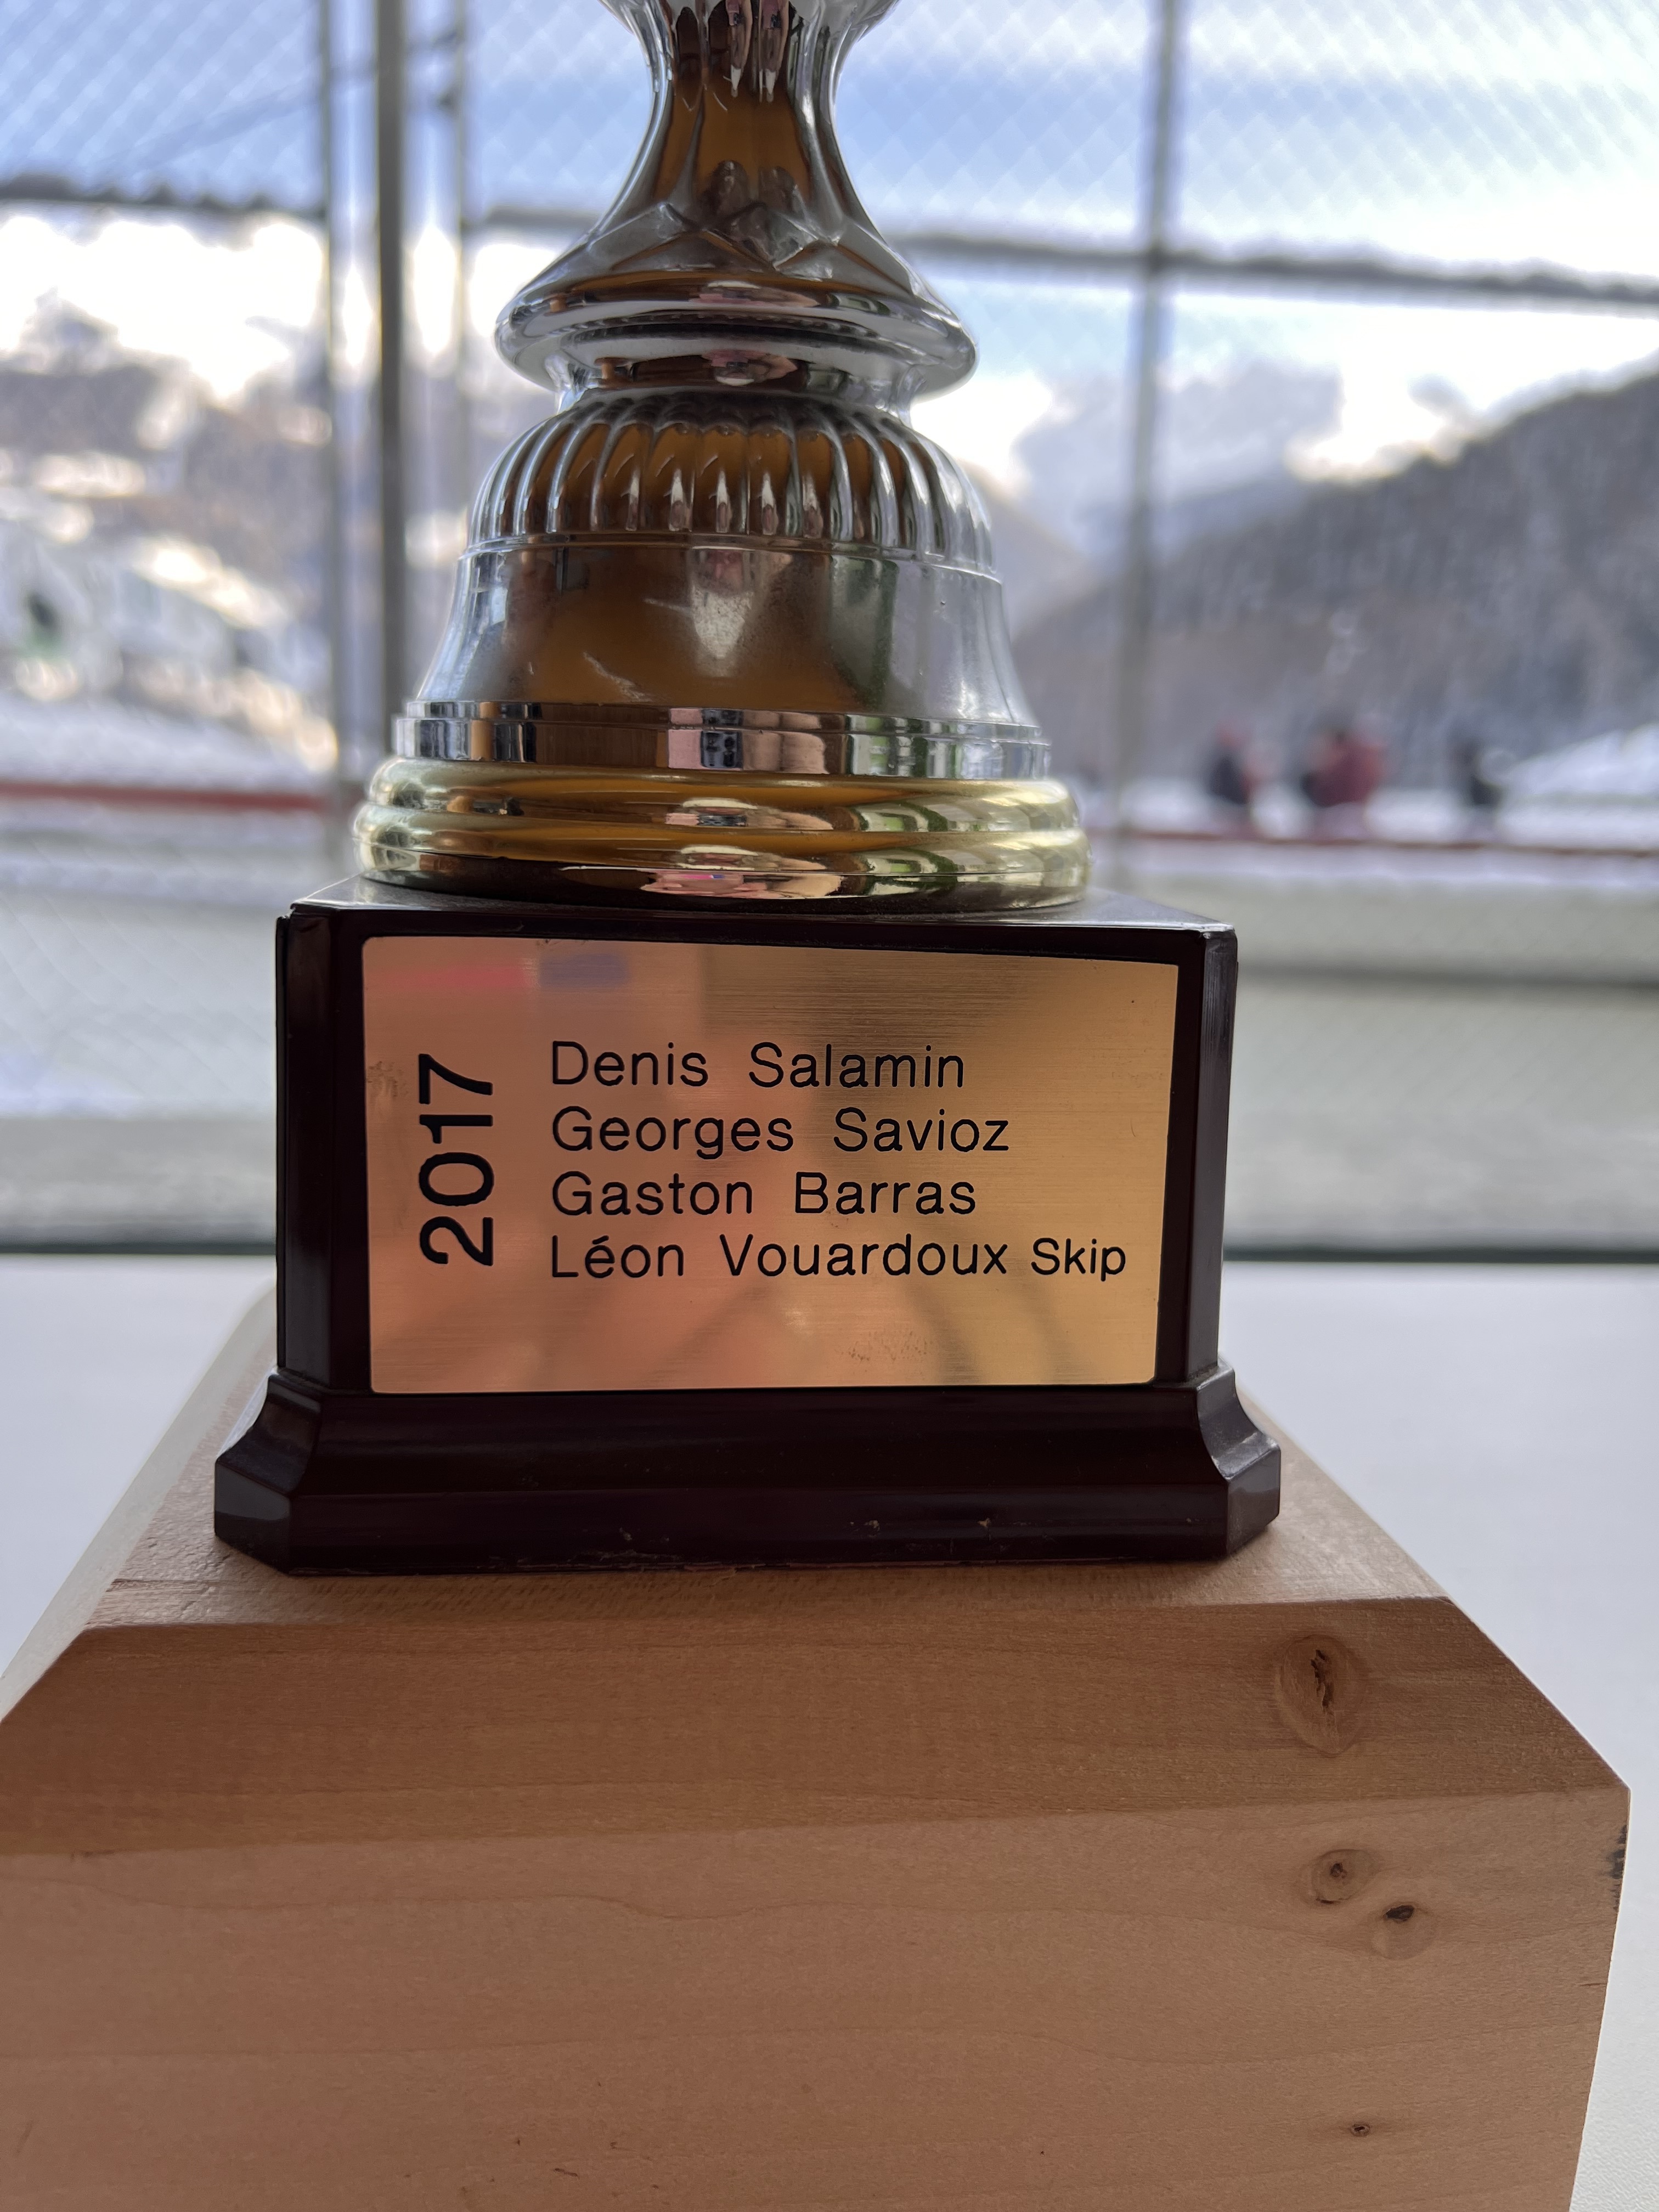 2017
Denis Salamin
Georges Savioz
Gaston Barras
Léon Vouardoux Skip